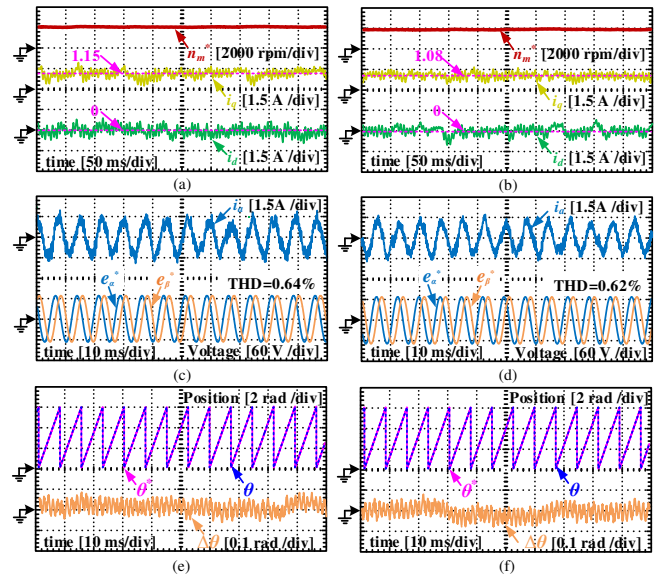 n_m* [2000 rpm/div]
1.15
i_q [1.5A /div]
0
time [50 ms/div] i_d [1.5 A /div]
(a)
n_m* [2000 rpm/div]
1.08
i_q [1.5A /div]
0
time [50 ms/div] i_d [1.5 A /div]
(b)
i_a [1.5A /div]
e_α* e_β* THD=0.64%
time [10 ms/div] Voltage [60 V /div]
(c)
i_a [1.5A /div]
e_α* e_β* THD=0.62%
time [10 ms/div] Voltage [60 V /div]
(d)
Position [2 rad /div]
θ* θ
Δθ
time [10 ms/div] [0.1 rad /div]
(e)
Position [2 rad /div]
θ* θ
Δθ
time [10 ms/div] [0.1 rad /div]
(f)